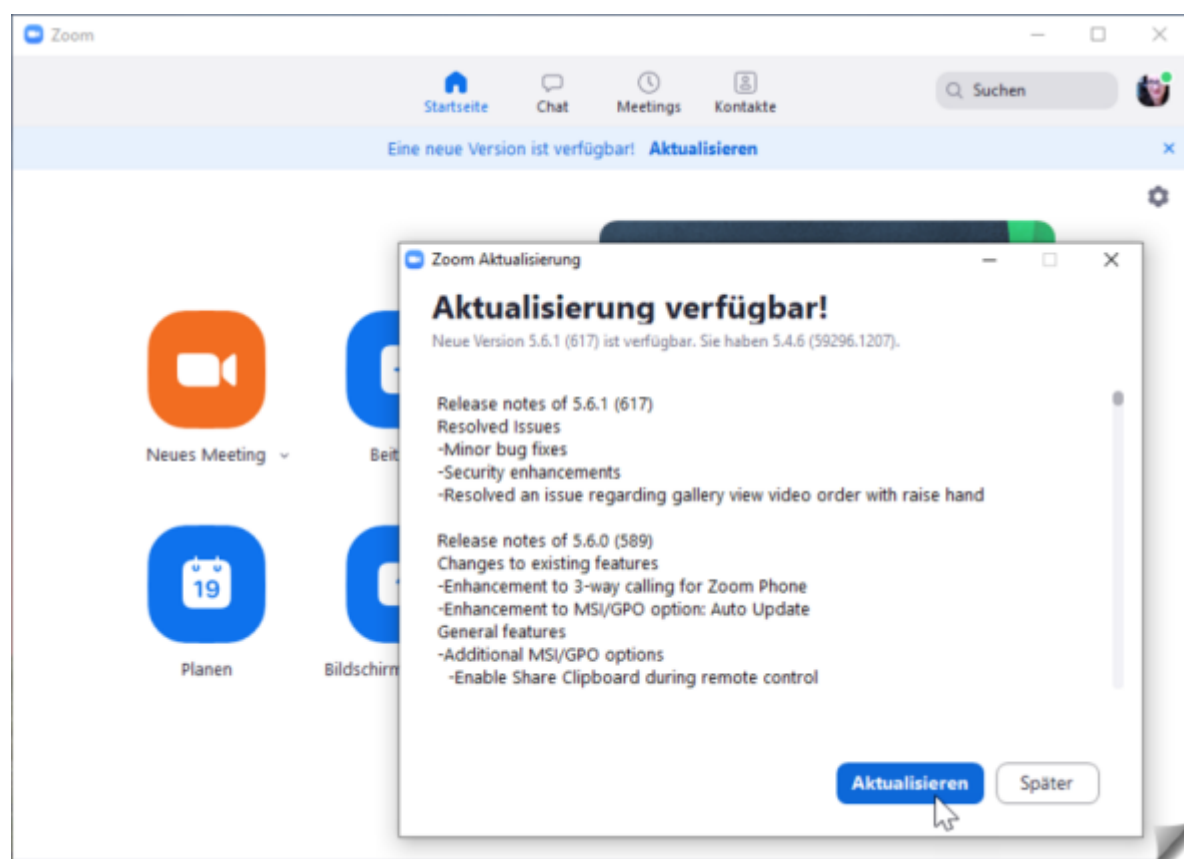 Zoom
Startseite
Chat
Meetings
Kontakte
Suchen
Eine neue Version ist verfügbar! Aktualisieren
Zoom Aktualisierung
Aktualisierung verfügbar!
Neue Version 5.6.1 (617) ist verfügbar. Sie haben 5.4.6 (59296.1207).
Release notes of 5.6.1 (617)
Resolved Issues
-Minor bug fixes
-Security enhancements
-Resolved an issue regarding gallery view video order with raise hand
Release notes of 5.6.0 (589)
Changes to existing features
-Enhancement to 3-way calling for Zoom Phone
-Enhancement to MSI/GPO option: Auto Update
General features
-Additional MSI/GPO options
-Enable Share Clipboard during remote control
Aktualisieren
Später
Neues Meeting
Beit
19
Planen
Bildschirm